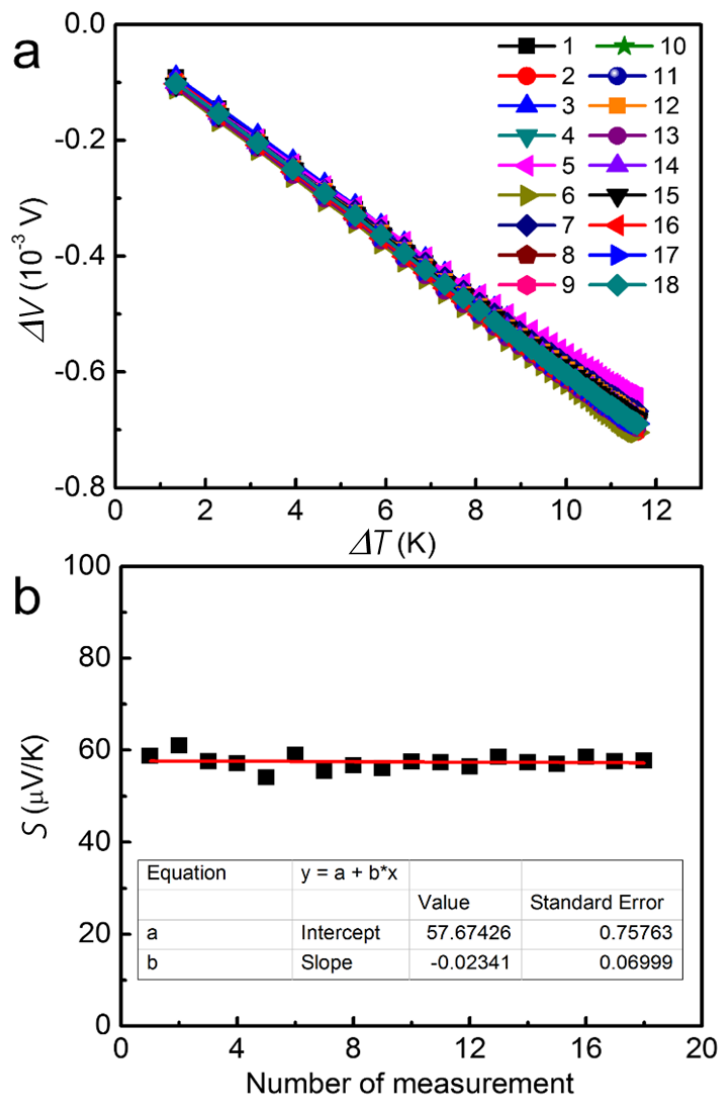 a
0.0
-0.2
-0.4
-0.6
-0.8
ΔV (10⁻³ V)
1
2
3
4
5
6
7
8
9
10
11
12
13
14
15
16
17
18
0 2 4 6 8 10 12
ΔT (K)
b
100
80
60
40
20
0
S (μV/K)
Equation y = a + b*x
Value Standard Error
a Intercept 57.67426 0.75763
b Slope -0.02341 0.06999
0 4 8 12 16 20
Number of measurement